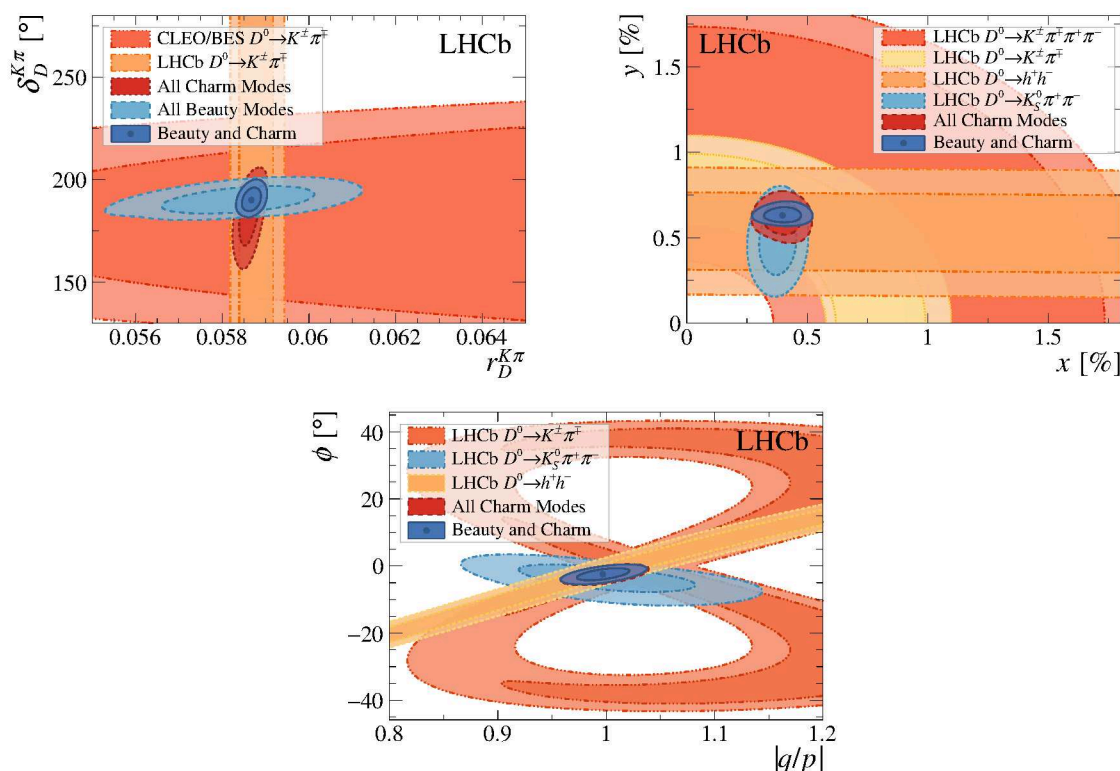 δ_D^{Kπ} [°]
CLEO/BES D⁰→K^±π^∓
LHCb D⁰→K^±π^∓
All Charm Modes
All Beauty Modes
Beauty and Charm
LHCb
250
200
150
0.056 0.058 0.06 0.062 0.064
r_D^{Kπ}
y [%]
LHCb
LHCb D⁰→K^±π^∓π⁺π⁻
LHCb D⁰→K^±π^∓
LHCb D⁰→h⁺h⁻
LHCb D⁰→K_S⁰π⁺π⁻
All Charm Modes
Beauty and Charm
1.5
1
0.5
0
0 0.5 1 1.5
x [%]
ϕ [°]
LHCb D⁰→K^±π^∓
LHCb D⁰→K_S⁰π⁺π⁻
LHCb D⁰→h⁺h⁻
All Charm Modes
Beauty and Charm
LHCb
40
20
0
−20
−40
0.8 0.9 1 1.1 1.2
|q/p|